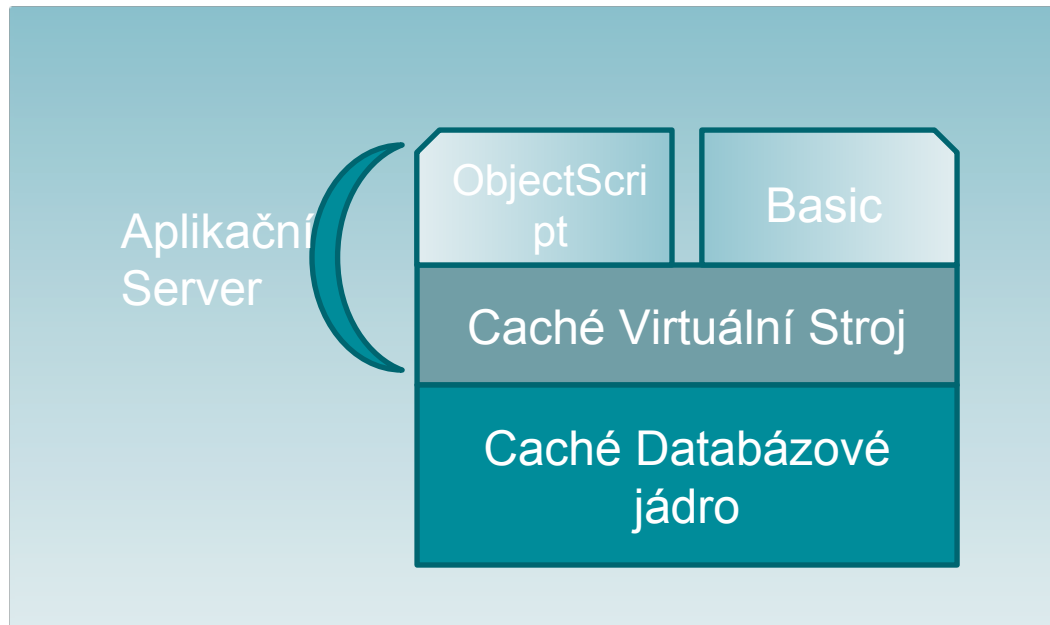 ObjectScri
pt
Basic
Aplikační
Server
Caché Virtuální Stroj
Caché Databázové
jádro